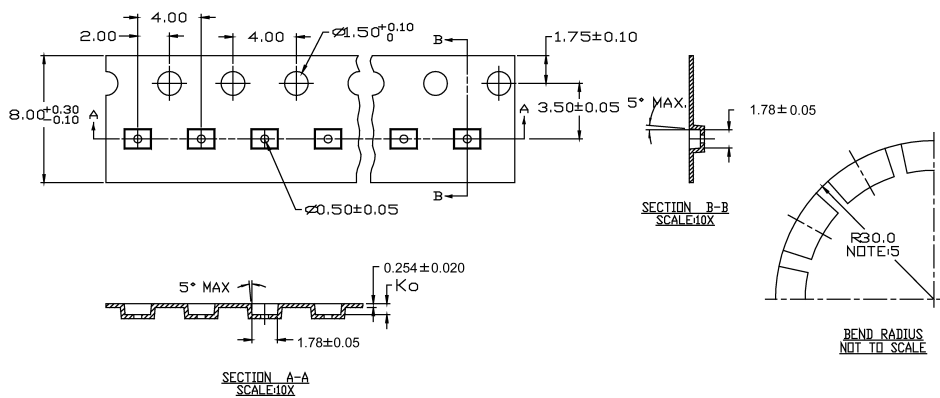 4.00
2.00
4.00
⌀1.50 +0.10 0
B
1.75±0.10
8.00 +0.30 -0.10
A
A
3.50±0.05
B
⌀0.50±0.05
5° MAX.
1.78±0.05
SECTION B-B
SCALE:10X
R30.0
NOTE:5
BEND RADIUS
NOT TO SCALE
5° MAX
0.254±0.020
Ko
1.78±0.05
SECTION A-A
SCALE:10X